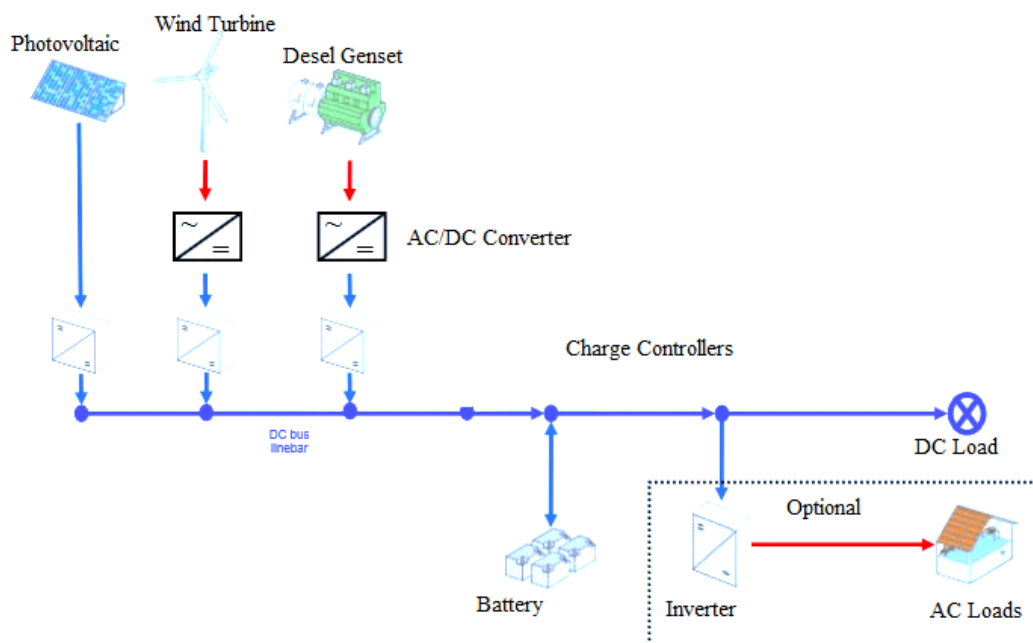 Wind Turbine
Photovoltaic
Desel Genset
~
=
~
=
AC/DC Converter
Charge Controllers
DC bus
linebar
DC Load
Optional
Battery
Inverter
AC Loads